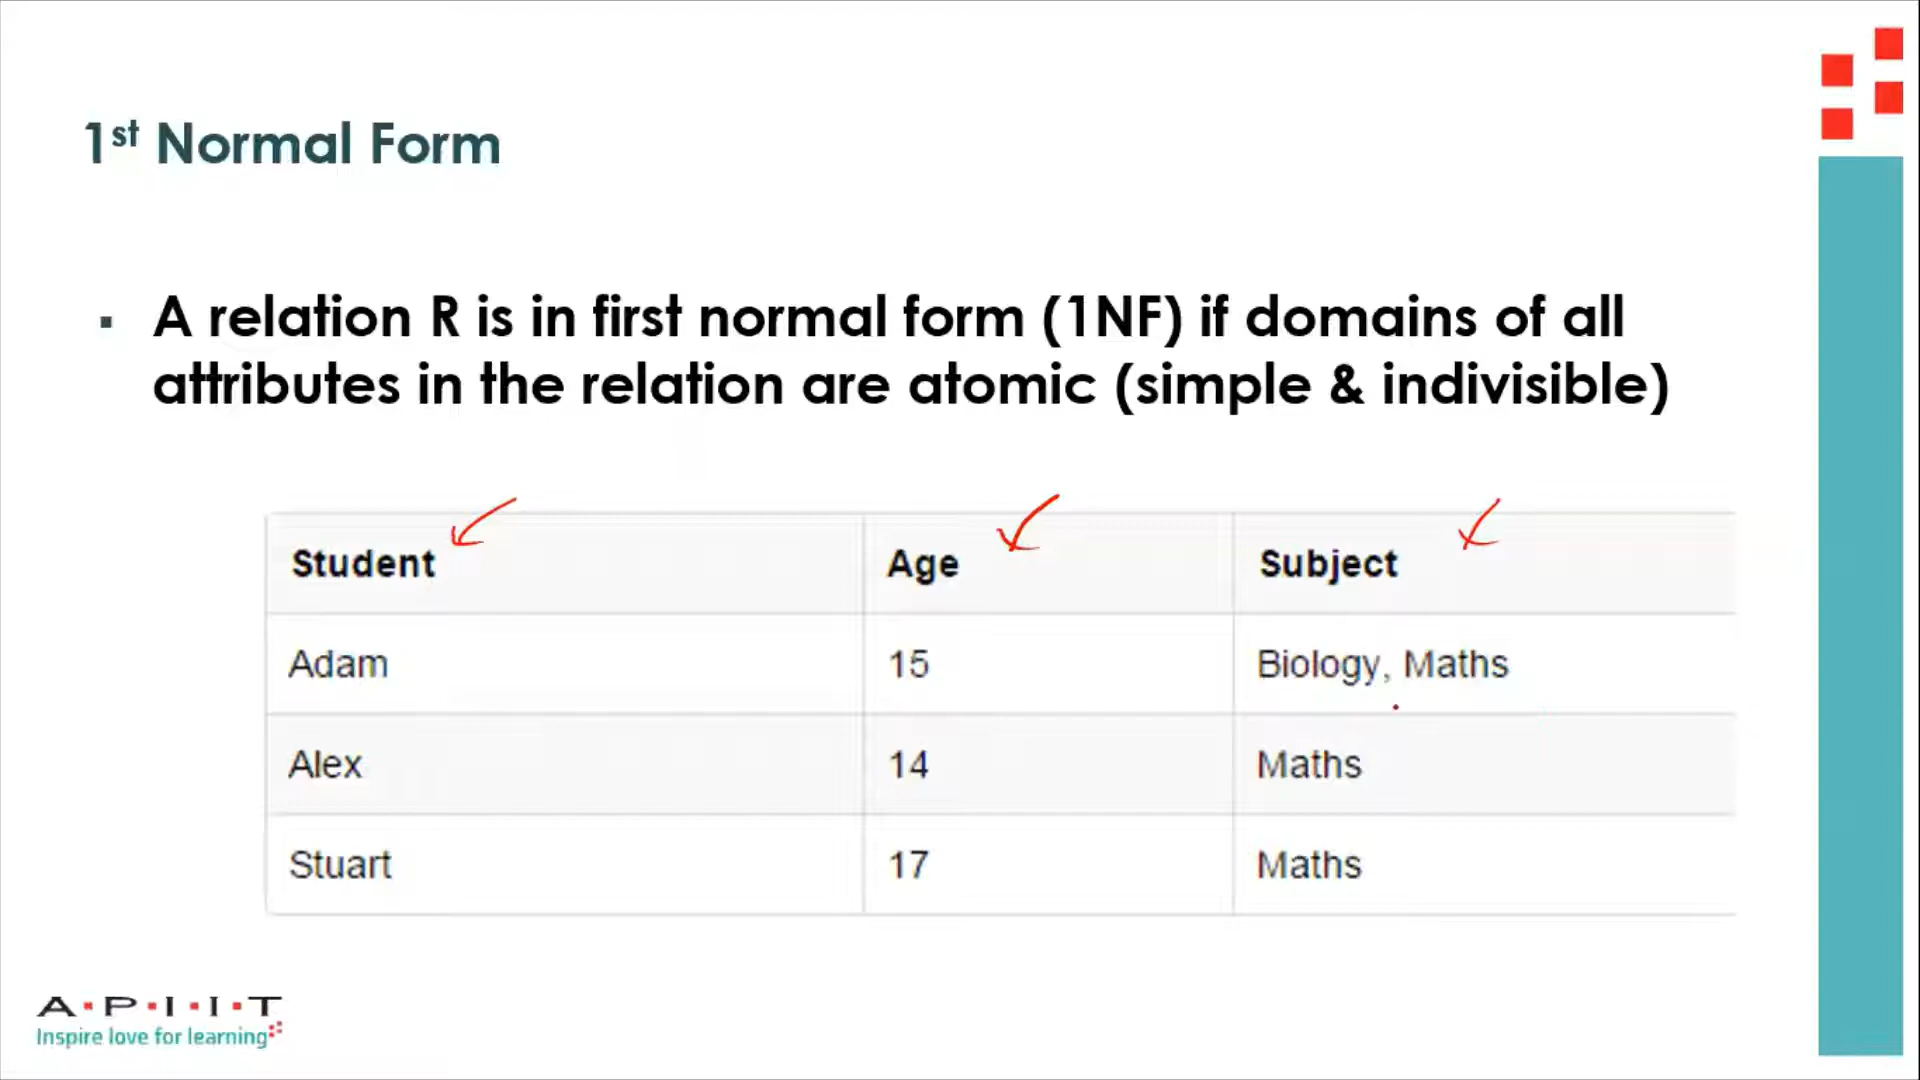 1st Normal Form
▪ A relation R is in first normal form (1NF) if domains of all
attributes in the relation are atomic (simple & indivisible)
Student Age Subject
Adam 15 Biology, Maths
Alex 14 Maths
Stuart 17 Maths
A·P·I·I·T
Inspire love for learning